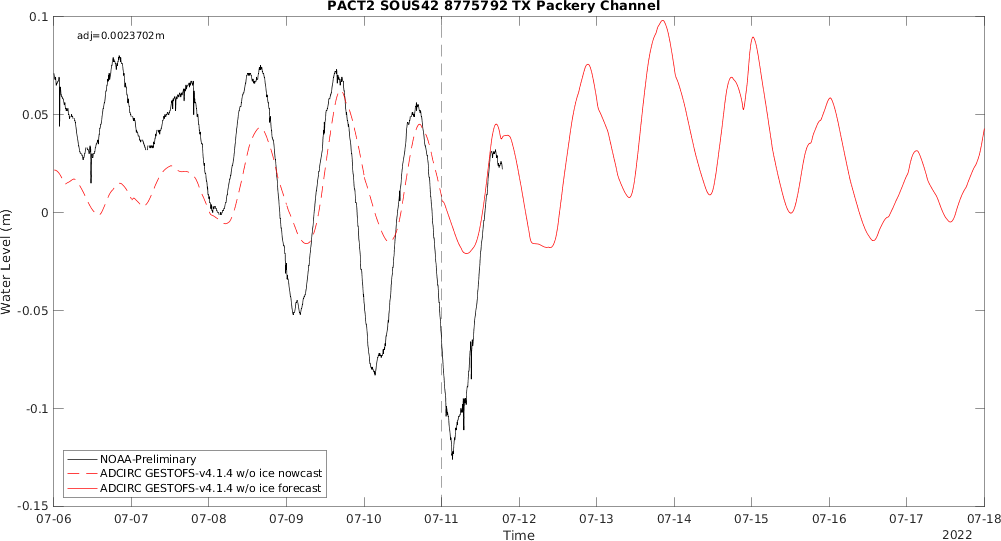 PACT2 SOUS42 8775792 TX Packery Channel
adj=0.0023702m
0.1
0.05
0
-0.05
-0.1
-0.15
Water Level (m)
NOAA-Preliminary
ADCIRC GESTOFS-v4.1.4 w/o ice nowcast
ADCIRC GESTOFS-v4.1.4 w/o ice forecast
07-06 07-07 07-08 07-09 07-10 07-11 07-12 07-13 07-14 07-15 07-16 07-17 07-18
Time
2022